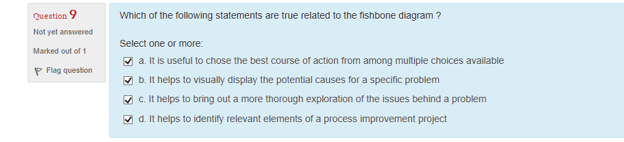 Question 9
Not yet answered
Marked out of 1
Flag question
Which of the following statements are true related to the fishbone diagram ?
Select one or more:
a. It is useful to chose the best course of action from among multiple choices available
b. It helps to visually display the potential causes for a specific problem
c. It helps to bring out a more thorough exploration of the issues behind a problem
d. It helps to identify relevant elements of a process improvement project